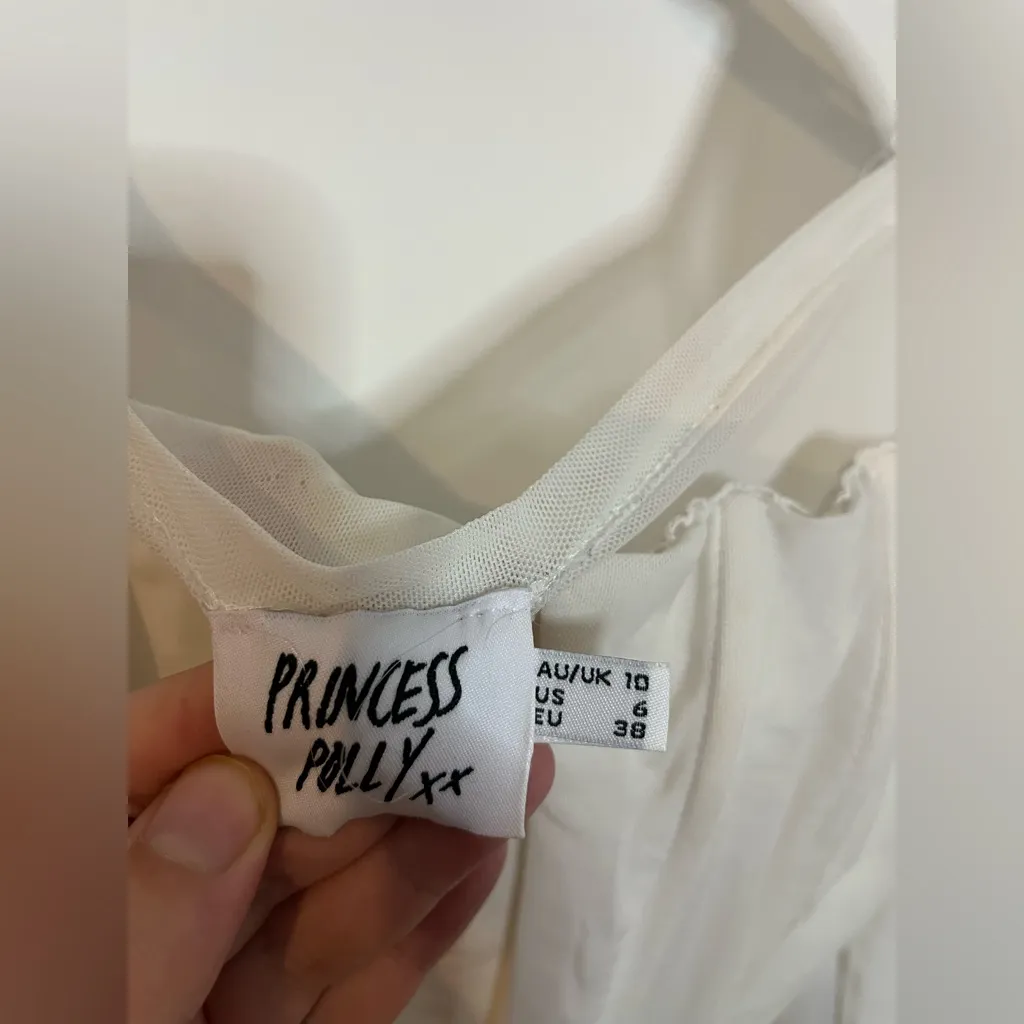 PRINCESS
POLLY xx
AU/UK 10
US 6
EU 38